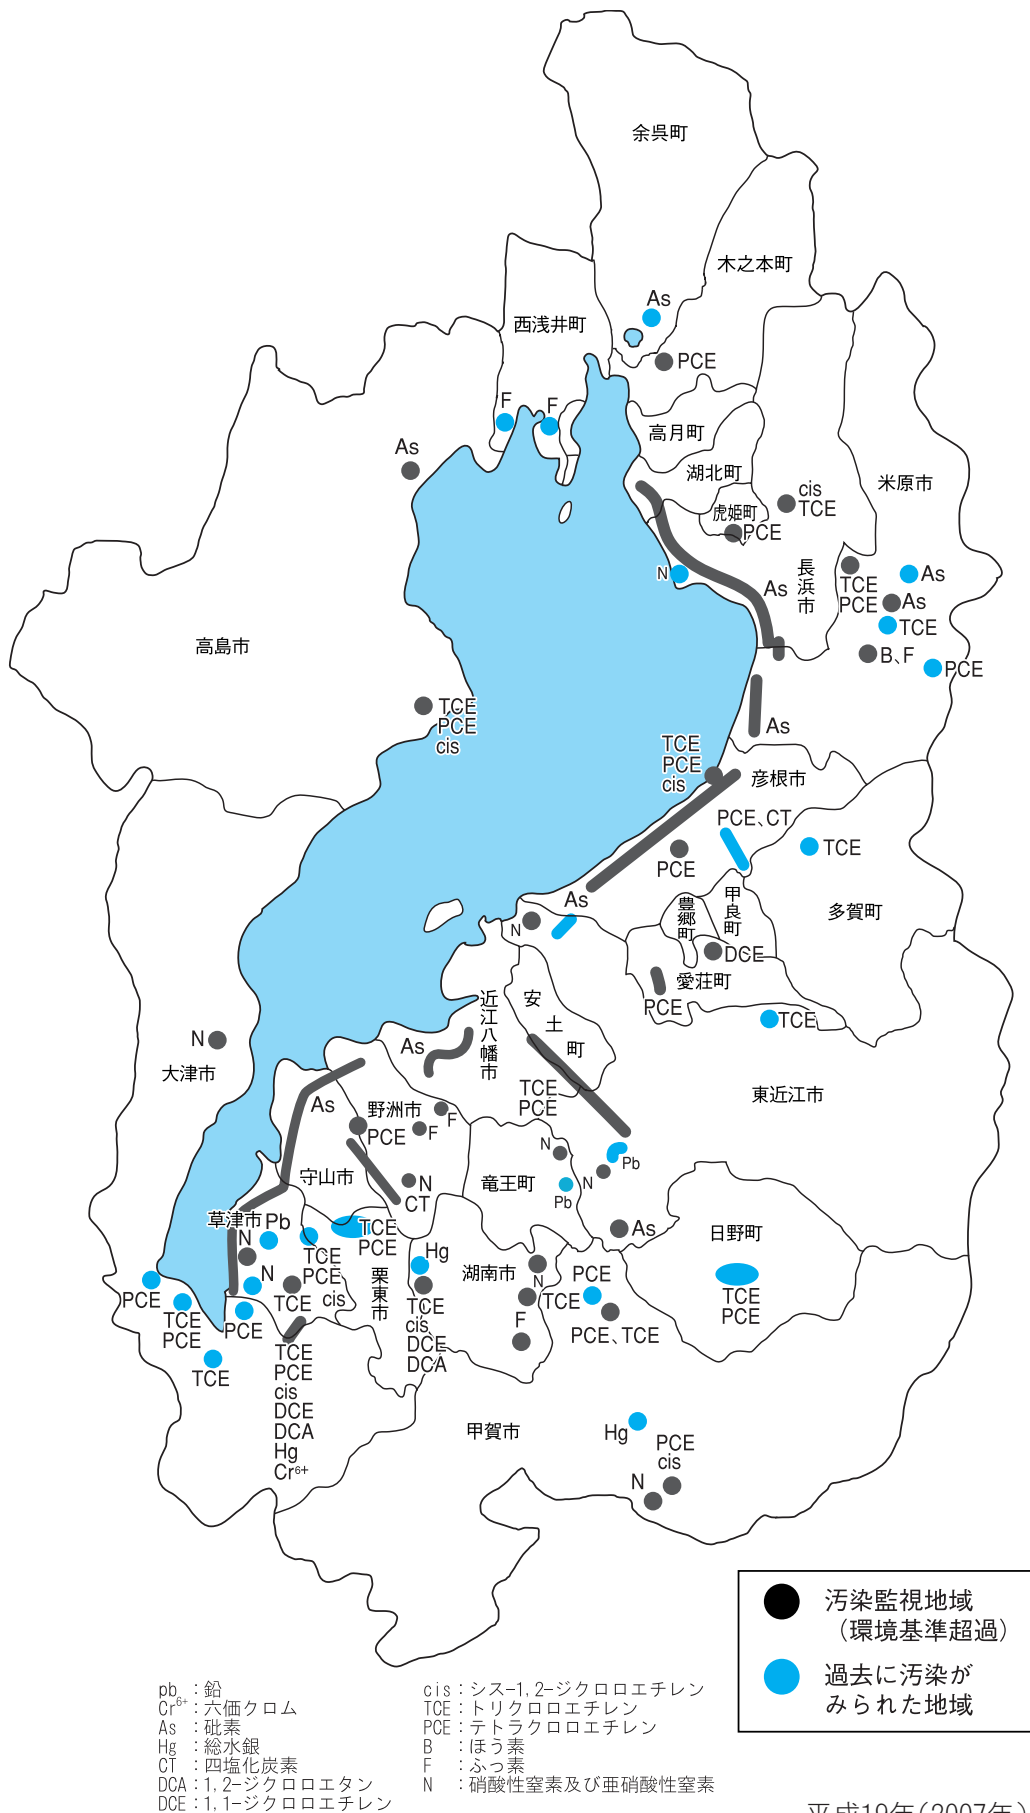 余呉町
木之本町
As
西浅井町
PCE
F
F
高月町
As
湖北町
米原市
cis
TCE
虎姫町
PCE
長浜市
N
As
TCE
PCE
As
As
TCE
B、F
PCE
高島市
TCE
PCE
cis
As
TCE
PCE
cis
彦根市
PCE、CT
TCE
PCE
As
N
豊郷町
甲良町
多賀町
DCE
愛荘町
PCE
TCE
近江八幡市
安土町
N
大津市
As
東近江市
TCE
PCE
As
野洲市
F
F
PCE
N
Pb
N
CT
守山市
竜王町
Pb
N
草津市
Pb
N
TCE
PCE
As
日野町
TCE
PCE
cis
栗東市
Hg
湖南市
N
PCE
TCE
N
TCE
PCE
TCE
PCE
PCE
TCE
PCE
TCE
cis
DCE
DCA
F
PCE、TCE
TCE
TCE
PCE
cis
DCE
DCA
Hg
Cr⁶⁺
甲賀市
Hg
PCE
cis
N
汚染監視地域
（環境基準超過）
過去に汚染が
みられた地域
pb ：鉛
Cr⁶⁺：六価クロム
As ：砒素
Hg ：総水銀
CT ：四塩化炭素
DCA：1,2−ジクロロエタン
DCE：1,1−ジクロロエチレン
cis：シス−1,2−ジクロロエチレン
TCE：トリクロロエチレン
PCE：テトラクロロエチレン
B ：ほう素
F ：ふっ素
N ：硝酸性窒素及び亜硝酸性窒素
平成19年(2007年)